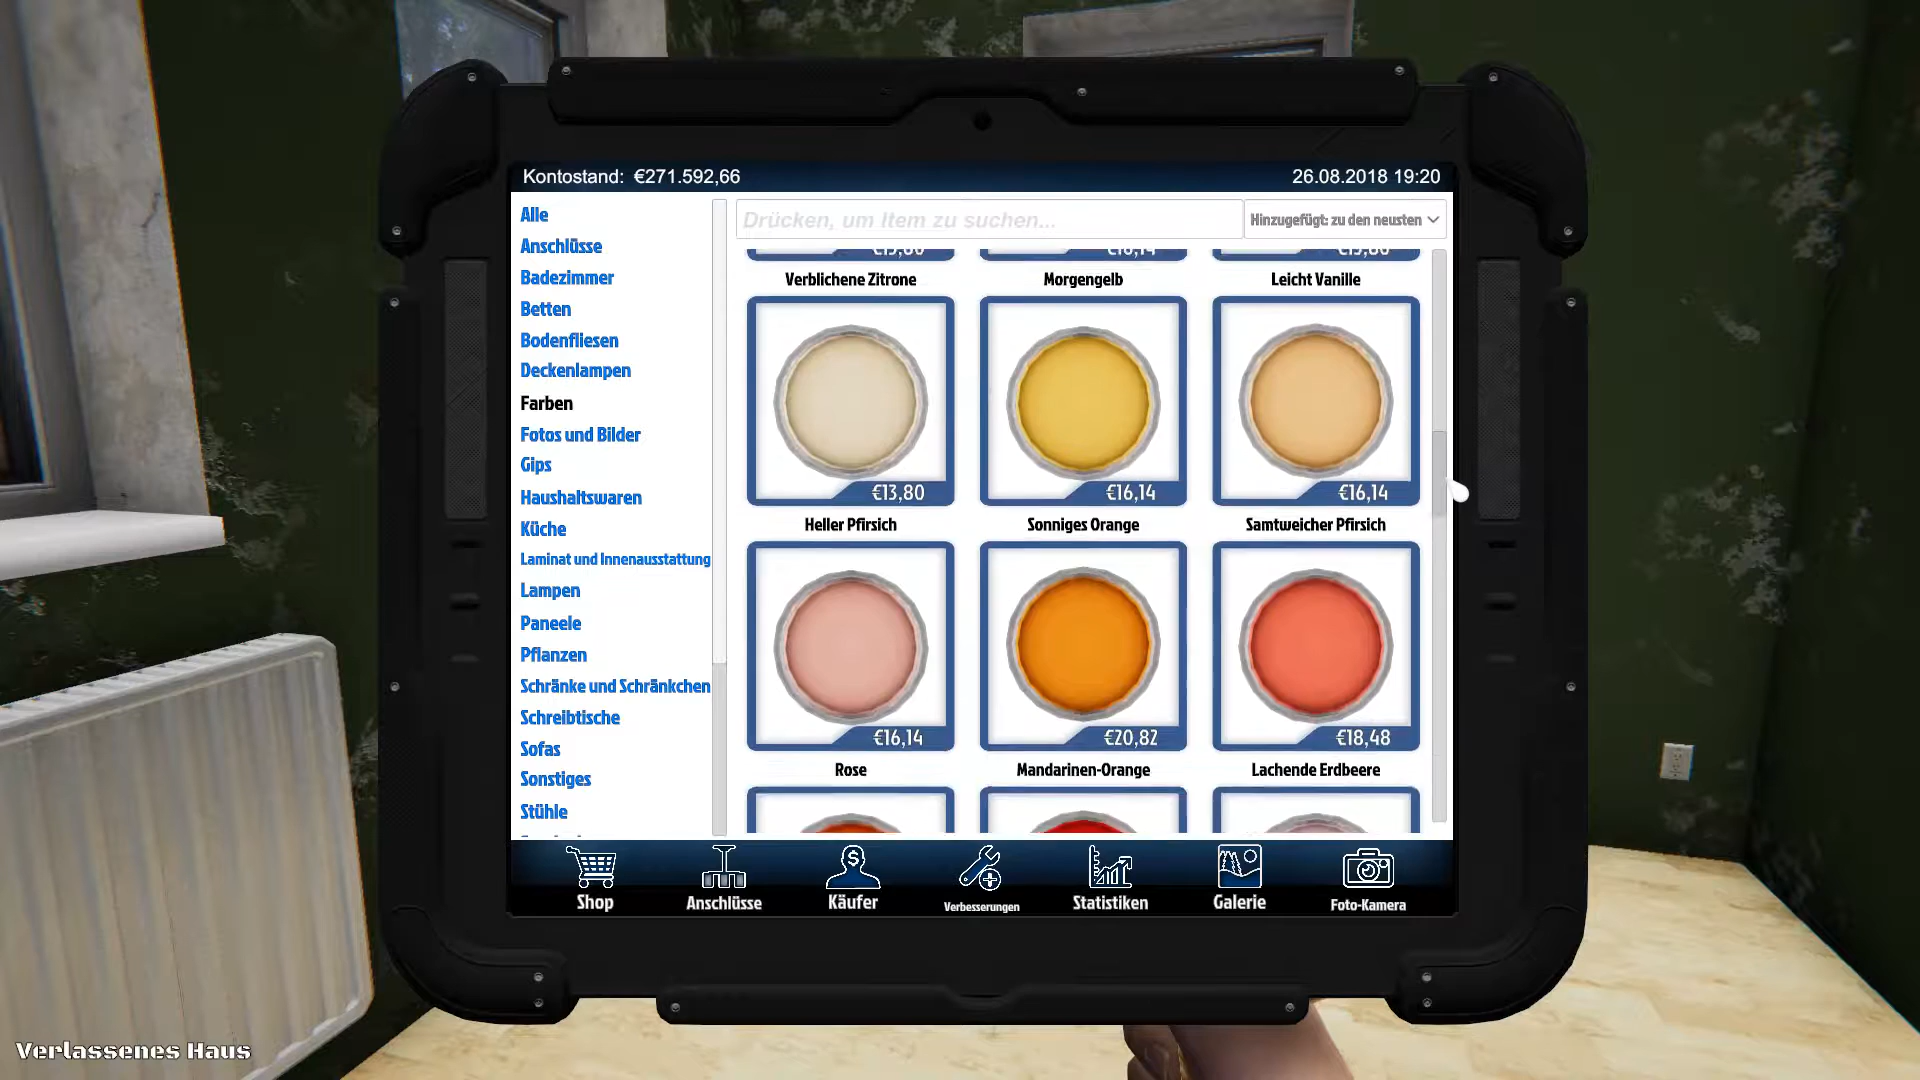 Kontostand: €271.592,66
26.08.2018 19:20
Drücken, um Item zu suchen...
Hinzugefügt: zu den neusten
Alle
Anschlüsse
Badezimmer
Betten
Bodenfliesen
Deckenlampen
Farben
Fotos und Bilder
Gips
Haushaltswaren
Küche
Laminat und Innenausstattung
Lampen
Paneele
Pflanzen
Schränke und Schränkchen
Schreibtische
Sofas
Sonstiges
Stühle
Verblichene Zitrone
Morgengelb
Leicht Vanille
€13,80
€16,14
€16,14
Heller Pfirsich
Sonniges Orange
Samtweicher Pfirsich
€16,14
€20,82
€18,48
Rose
Mandarinen-Orange
Lachende Erdbeere
Shop
Anschlüsse
Käufer
Verbesserungen
Statistiken
Galerie
Foto-Kamera
Verlassenes Haus